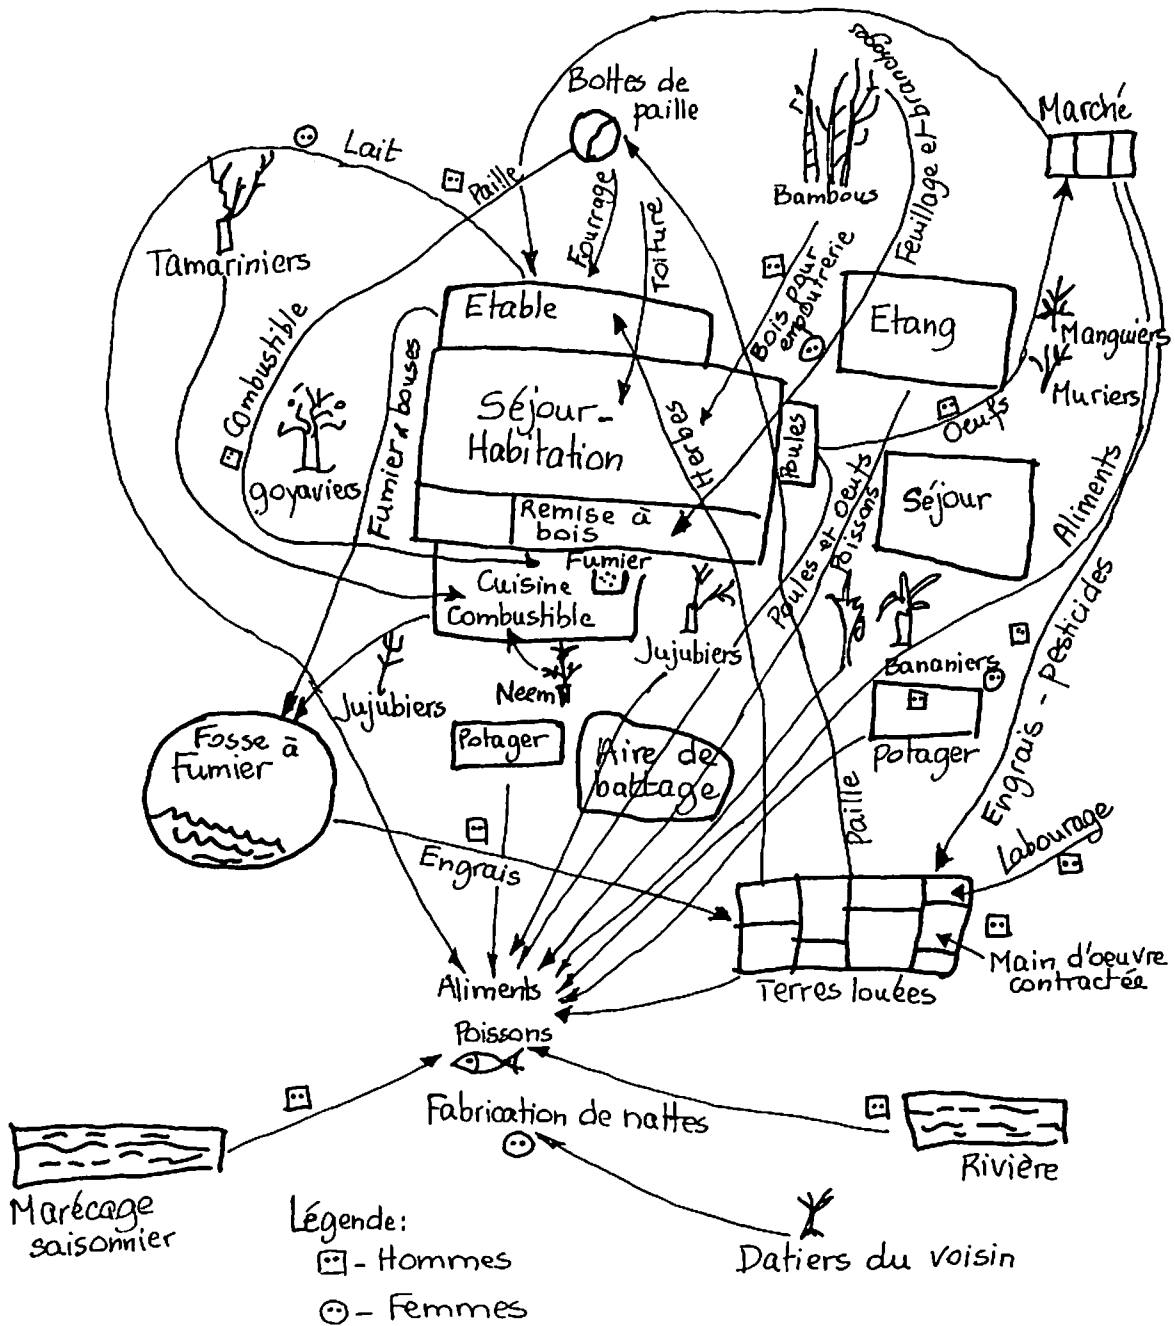 Bottes de
paille
Marché
Lait
Paille
Fourrage
Toiture
Bambous
Feuillage et branchages
Tamariniers
Bois pour
empoutrerie
Etable
Etang
Manguiers
Muriers
Combustible
Fumier & bouses
Séjour-
Habitation
Herbes
Poules
Oeufs
goyaviers
Séjour
Aliments
Remise à
bois
Poules et oeufs
Poissons
Fumier
Cuisine
Combustible
Jujubiers
Bananiers
Engrais - pesticides
Jujubiers
Neem
Fosse à
Fumier
Potager
Aire de
battage
potager
Paille
Labourage
Engrais
Main d'oeuvre
contractée
Terres louées
Aliments
Poissons
Fabrication de nattes
Rivière
Marécage
saisonnier
Datiers du voisin
Légende:
- Hommes
- Femmes